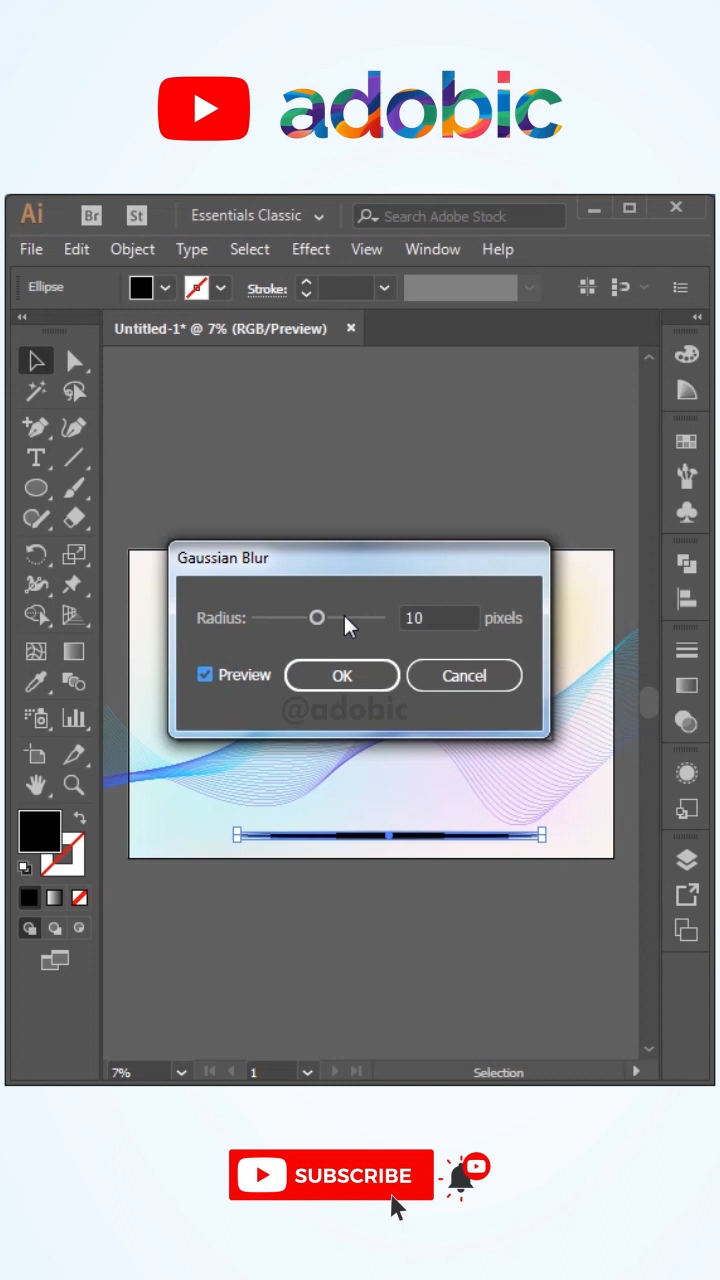 adobic
Ai Br St Essentials Classic Search Adobe Stock
File Edit Object Type Select Effect View Window Help
Ellipse Stroke:
Untitled-1* @ 7% (RGB/Preview)
Gaussian Blur
Radius: 10 pixels
Preview OK Cancel
@adobic
7% 1 Selection
SUBSCRIBE